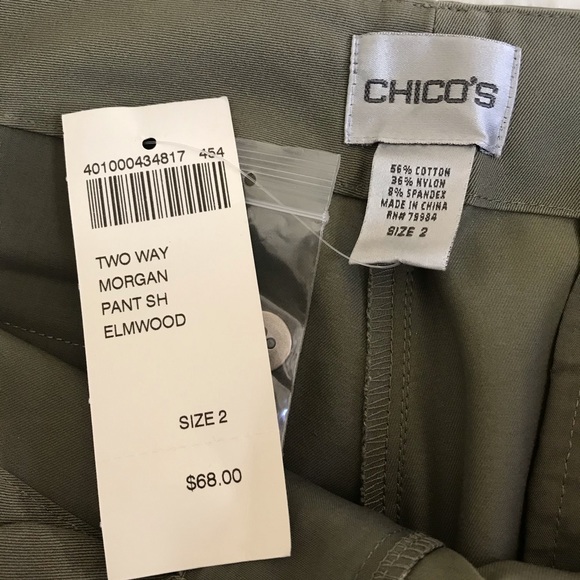 401000434817 454
TWO WAY
MORGAN
PANT SH
ELMWOOD
SIZE 2
$68.00
CHICO'S
56% COTTON
36% NYLON
8% SPANDEX
MADE IN CHINA
RN# 79984
SIZE 2